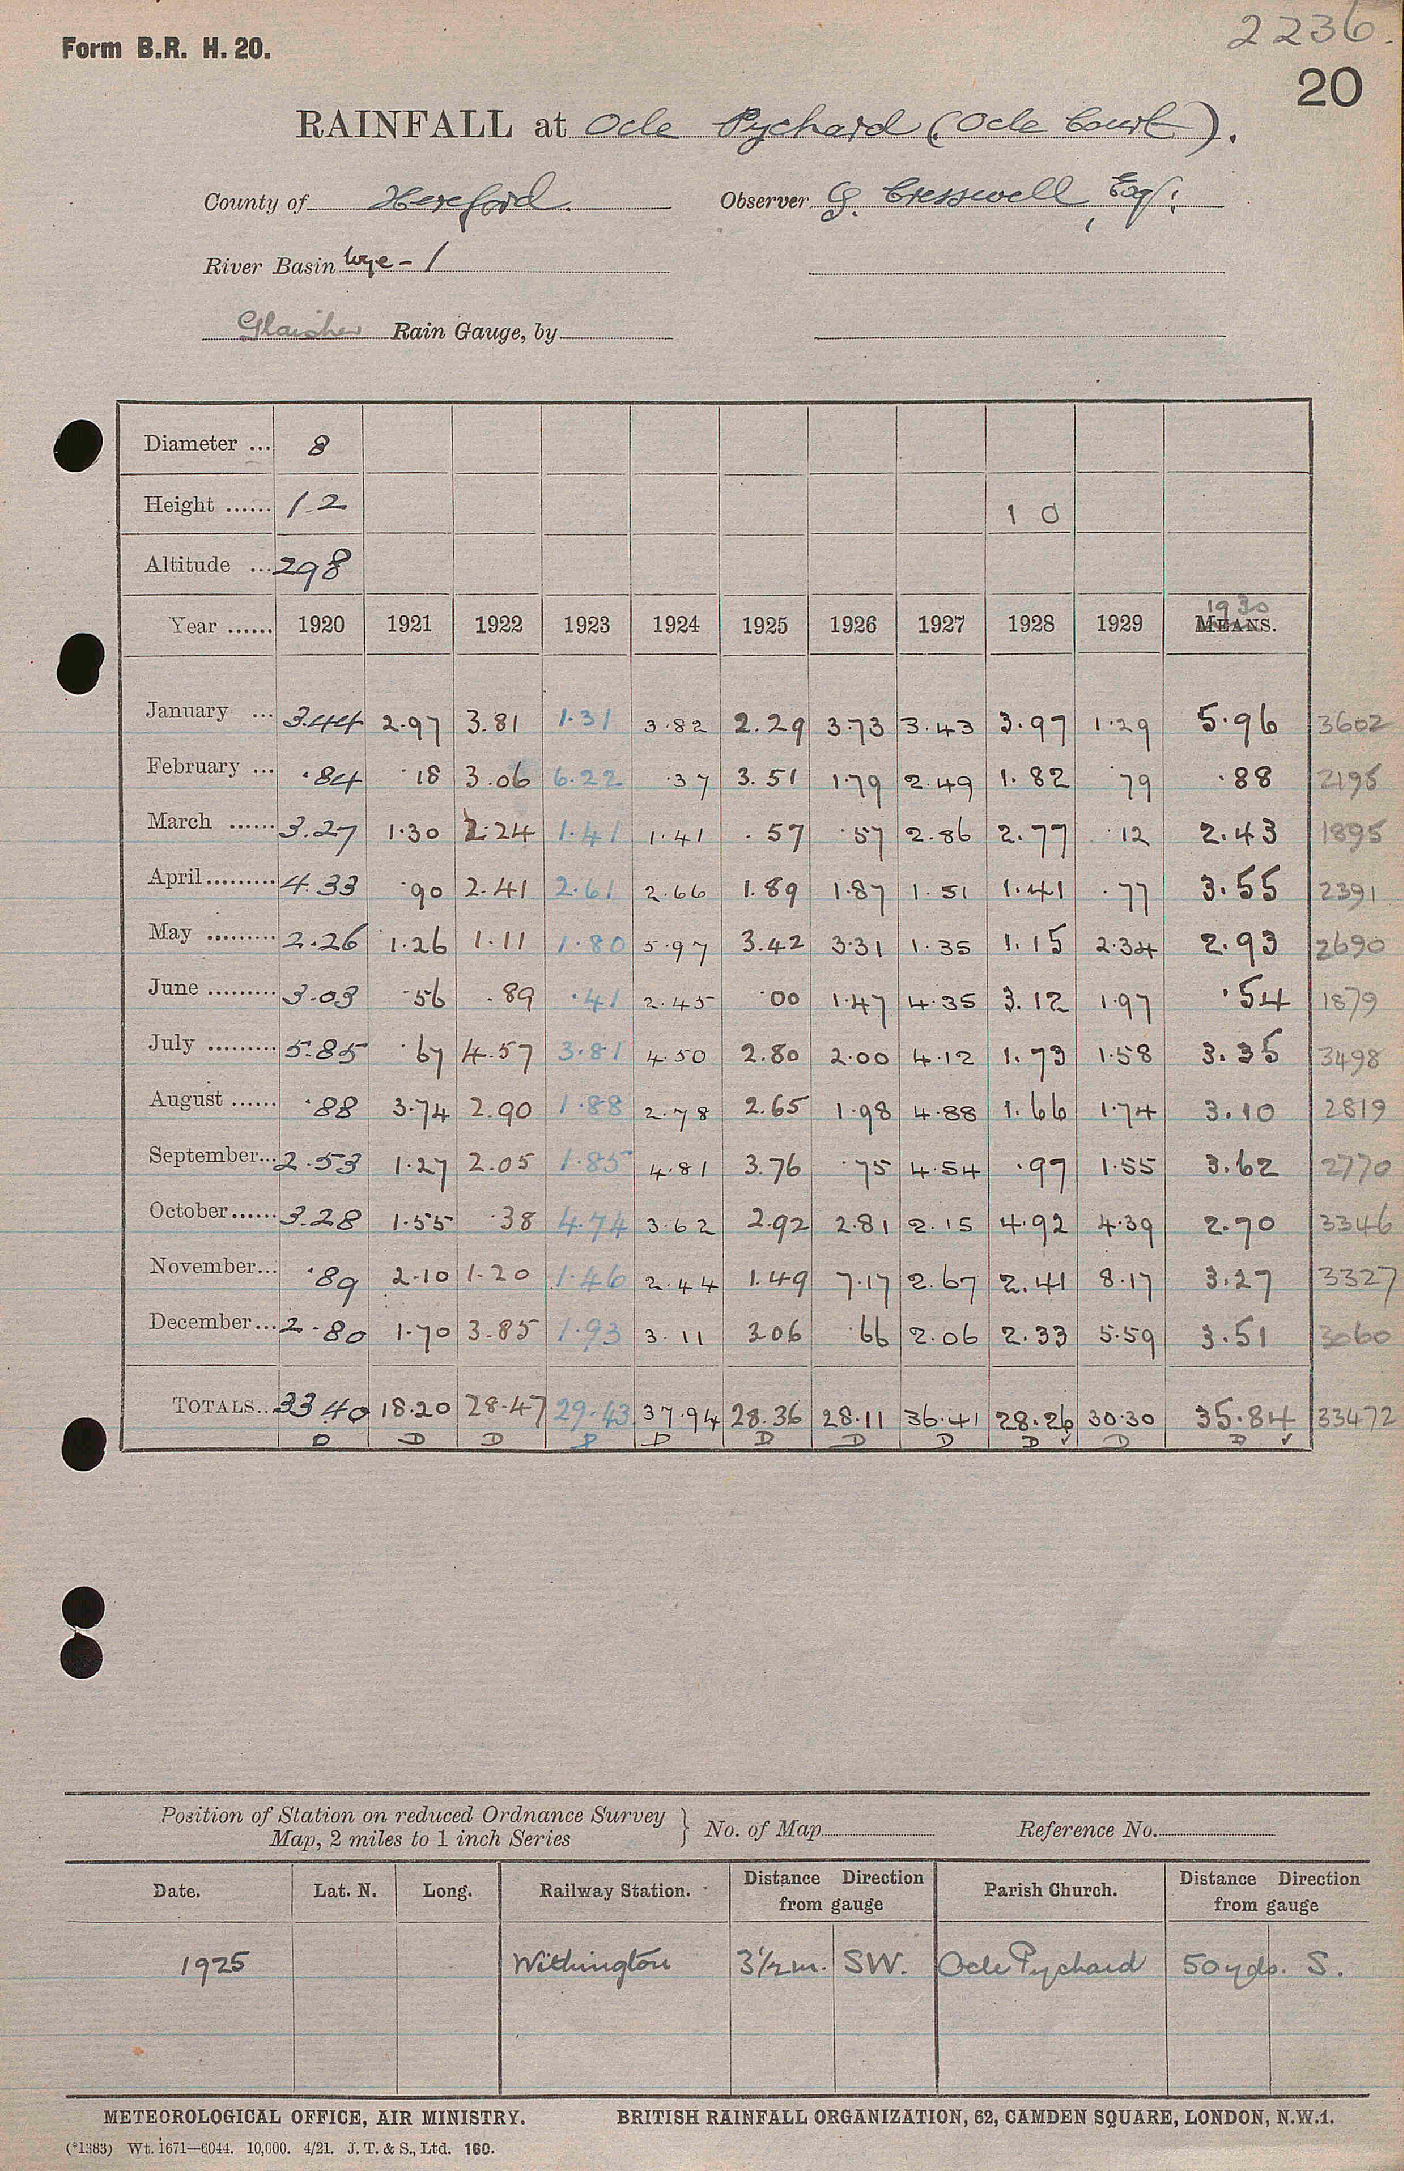 2236.
Form B.R. H. 20.
20
RAINFALL at Ocle Pychard (Ocle Court).
County of Hereford. Observer G. Cresswell, Esq.
River Basin Wye - 1
Glaisher Rain Gauge, by
Diameter ... 8
Height ...... 1 2 1 0
Altitude ... 298
1930
Year ...... 1920 1921 1922 1923 1924 1925 1926 1927 1928 1929 MEANS.
January ... 3.44 2.97 3.81 1.31 3.82 2.29 3.73 3.43 3.97 1.29 5.96 3602
February ... .84 .18 3.06 6.22 .37 3.51 1.79 2.49 1.82 .79 .88 2195
March ...... 3.27 1.30 2.24 1.41 1.41 .57 .57 2.86 2.77 .12 2.43 1895
April ......... 4.33 .90 2.41 2.61 2.66 1.89 1.87 1.51 1.41 .77 3.55 2391
May ......... 2.26 1.26 1.11 1.80 5.97 3.42 3.31 1.35 1.15 2.34 2.93 2690
June ......... 3.03 .56 .89 .41 2.45 .00 1.47 4.35 3.12 1.97 .54 1879
July ......... 5.85 .67 4.57 3.81 4.50 2.80 2.00 4.12 1.73 1.58 3.35 3498
August ...... .88 3.74 2.90 1.88 2.78 2.65 1.98 4.88 1.66 1.74 3.10 2819
September... 2.53 1.27 2.05 1.85 4.81 3.76 .75 4.54 .97 1.55 3.62 2770
October ...... 3.28 1.55 .38 4.74 3.62 2.92 2.81 2.15 4.92 4.39 2.70 3346
November... .89 2.10 1.20 1.46 2.44 1.49 7.17 2.67 2.41 8.17 3.27 3327
December ... 2.80 1.70 3.85 1.93 3.11 3.06 .66 2.06 2.33 5.59 3.51 3060
TOTALS.. 33.40 18.20 28.47 29.43 37.94 28.36 28.11 36.41 28.26 30.30 35.84 33472
D D D D D D D D D ✓ D D ✓
Position of Station on reduced Ordnance Survey
Map, 2 miles to 1 inch Series } No. of Map Reference No.
Date. Lat. N. Long. Railway Station. Distance Direction from gauge Parish Church. Distance Direction from gauge
1925 Withington 3½m. SW. Ocle Pychard 50 yds. S.
METEOROLOGICAL OFFICE, AIR MINISTRY. BRITISH RAINFALL ORGANIZATION, 62, CAMDEN SQUARE, LONDON, N.W.1.
(*1383) Wt. 1671—6044. 10,000. 4/21. J. T. & S., Ltd. 160.